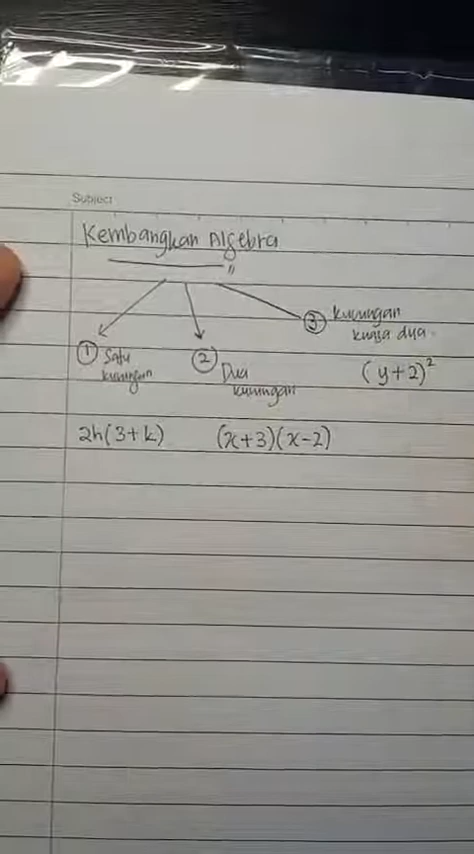 Subject
Kembangkan Algebra
① Satu
kurungan
② Dua
kurungan
③ kurungan
kuasa dua
(y+2)²
2h(3+k)
(x+3)(x-2)